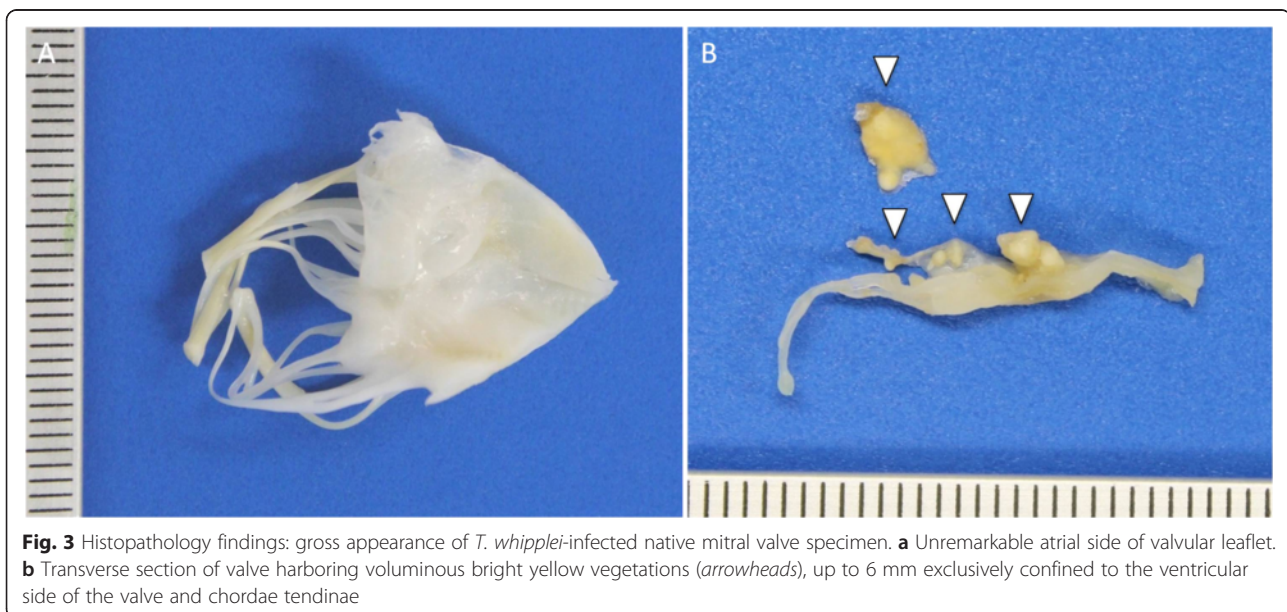 A
B
Fig. 3 Histopathology findings: gross appearance of T. whipplei-infected native mitral valve specimen. a Unremarkable atrial side of valvular leaflet.
b Transverse section of valve harboring voluminous bright yellow vegetations (arrowheads), up to 6 mm exclusively confined to the ventricular
side of the valve and chordae tendinae